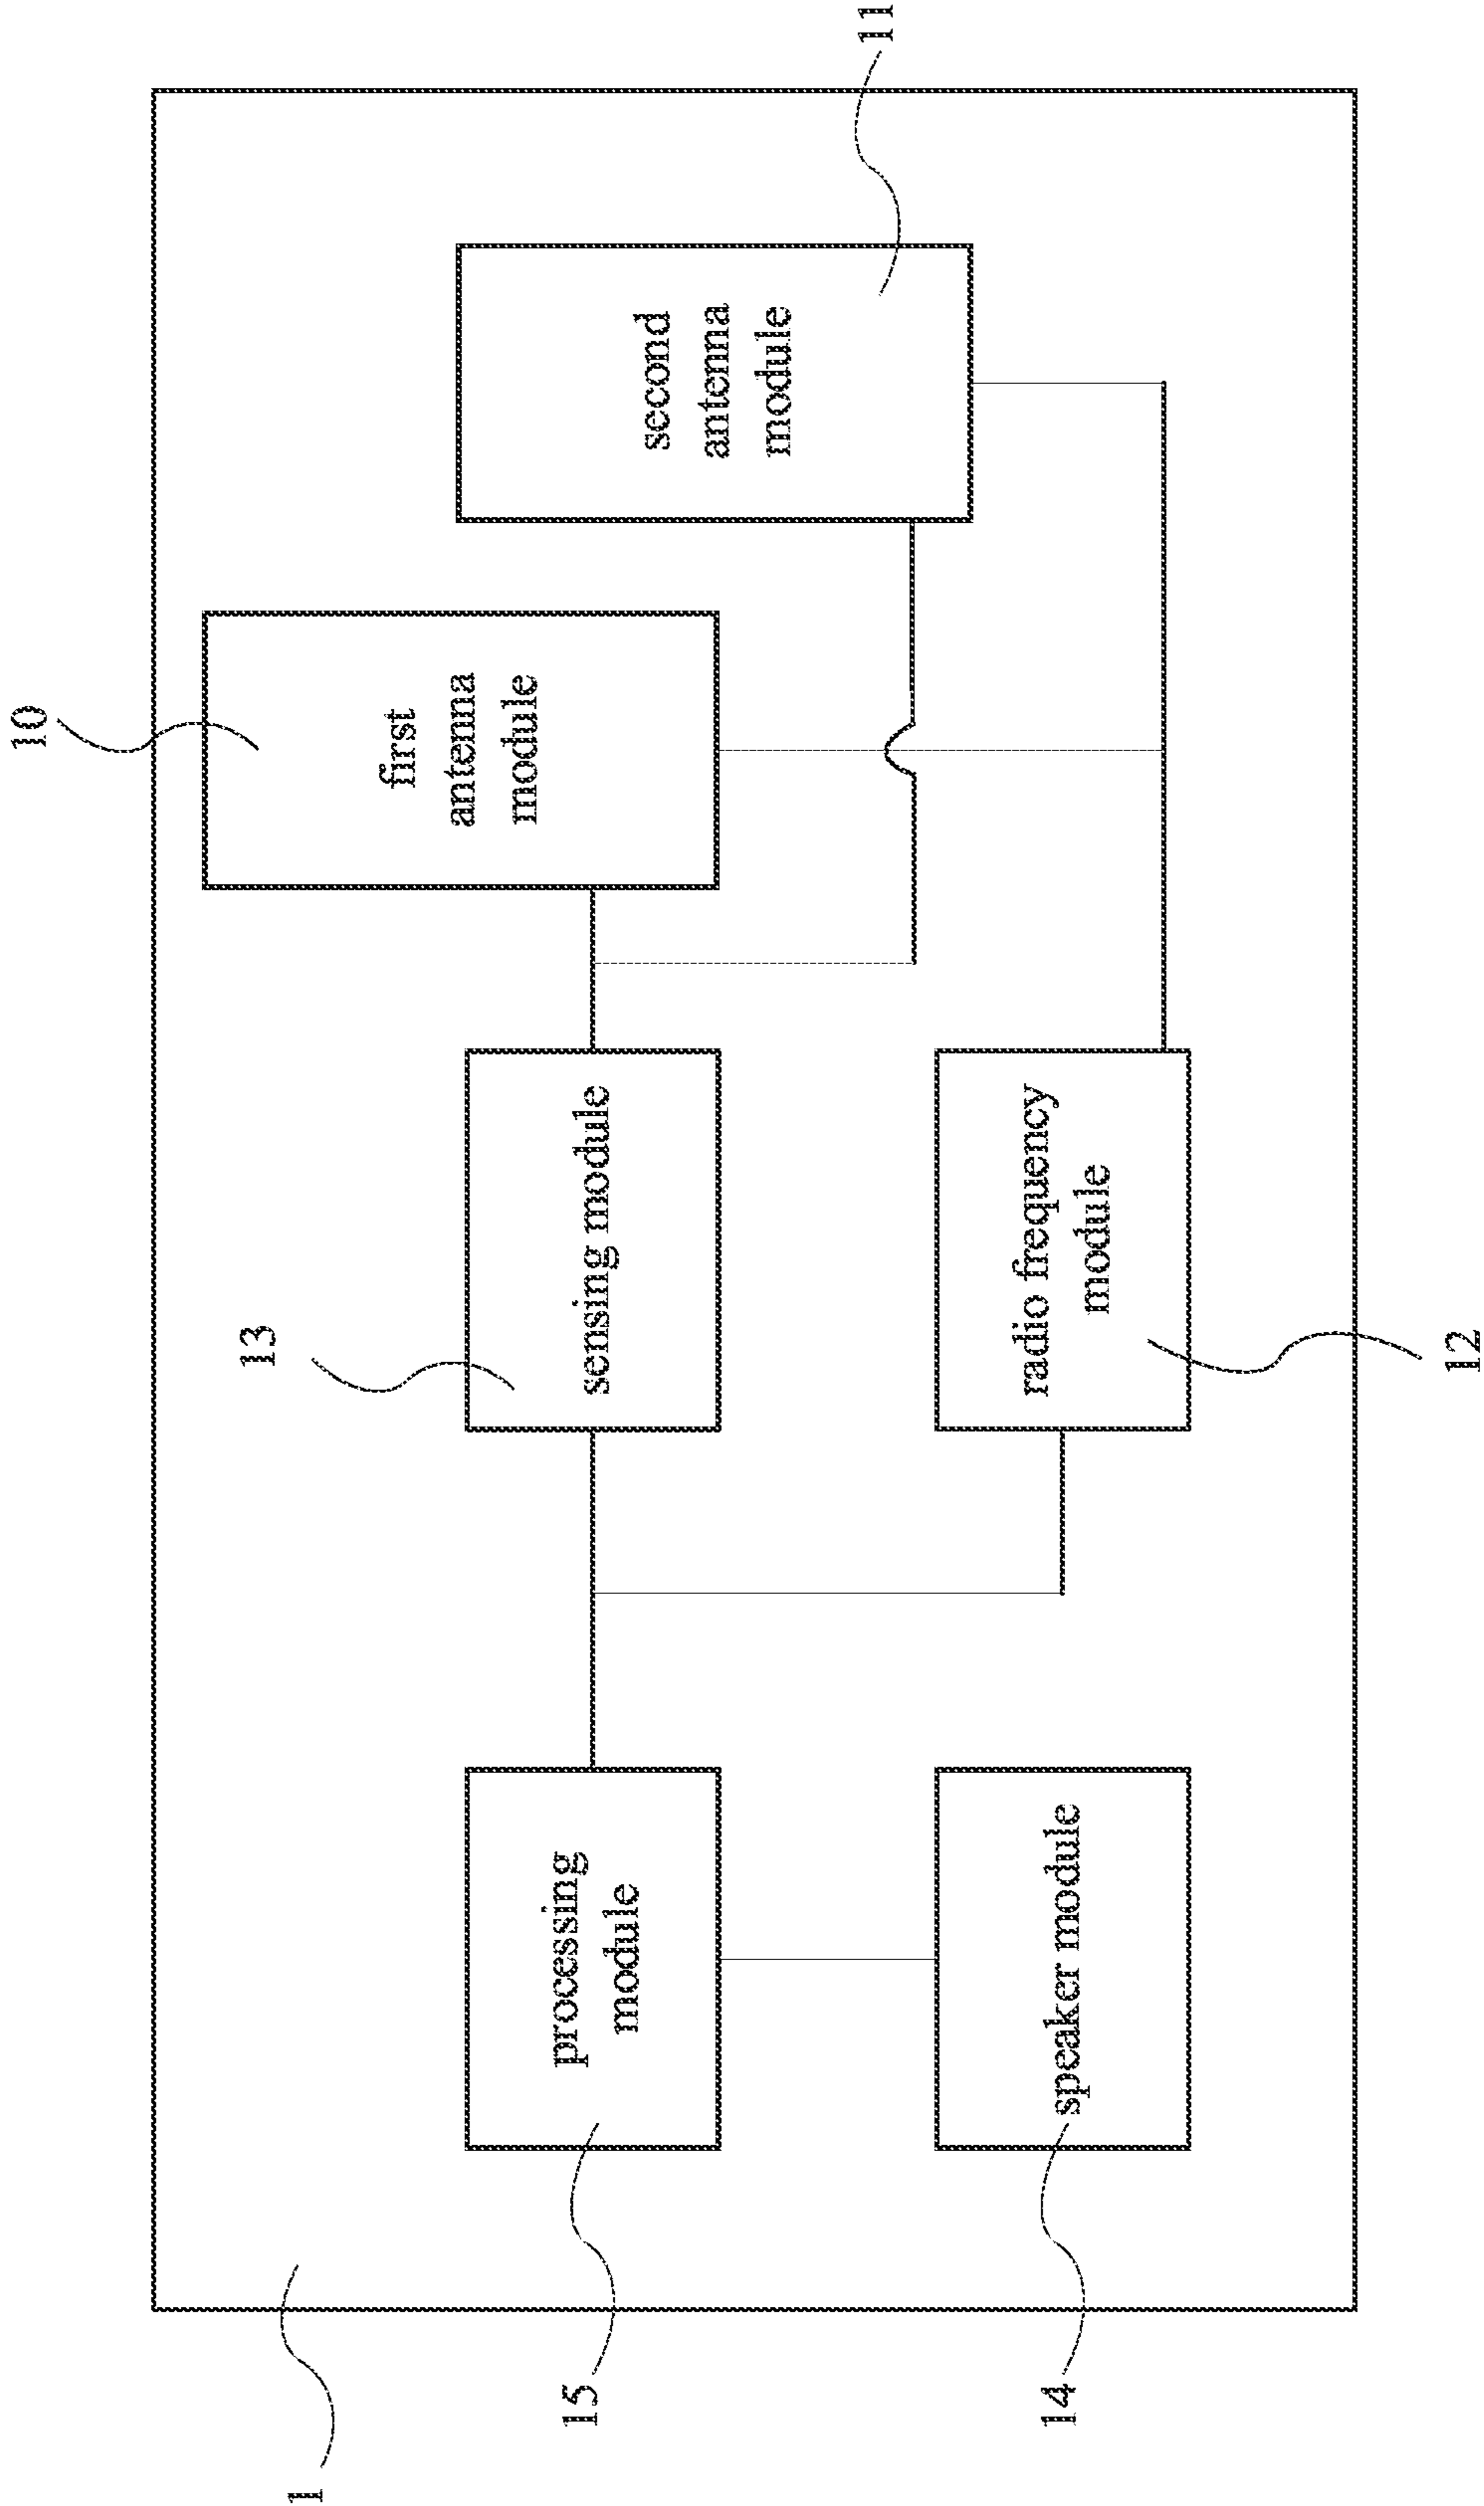 10
first
antenna
module
11
second
antenna
module
13
sensing module
radio frequency
module
12
processing
module
speaker module
15
14
1